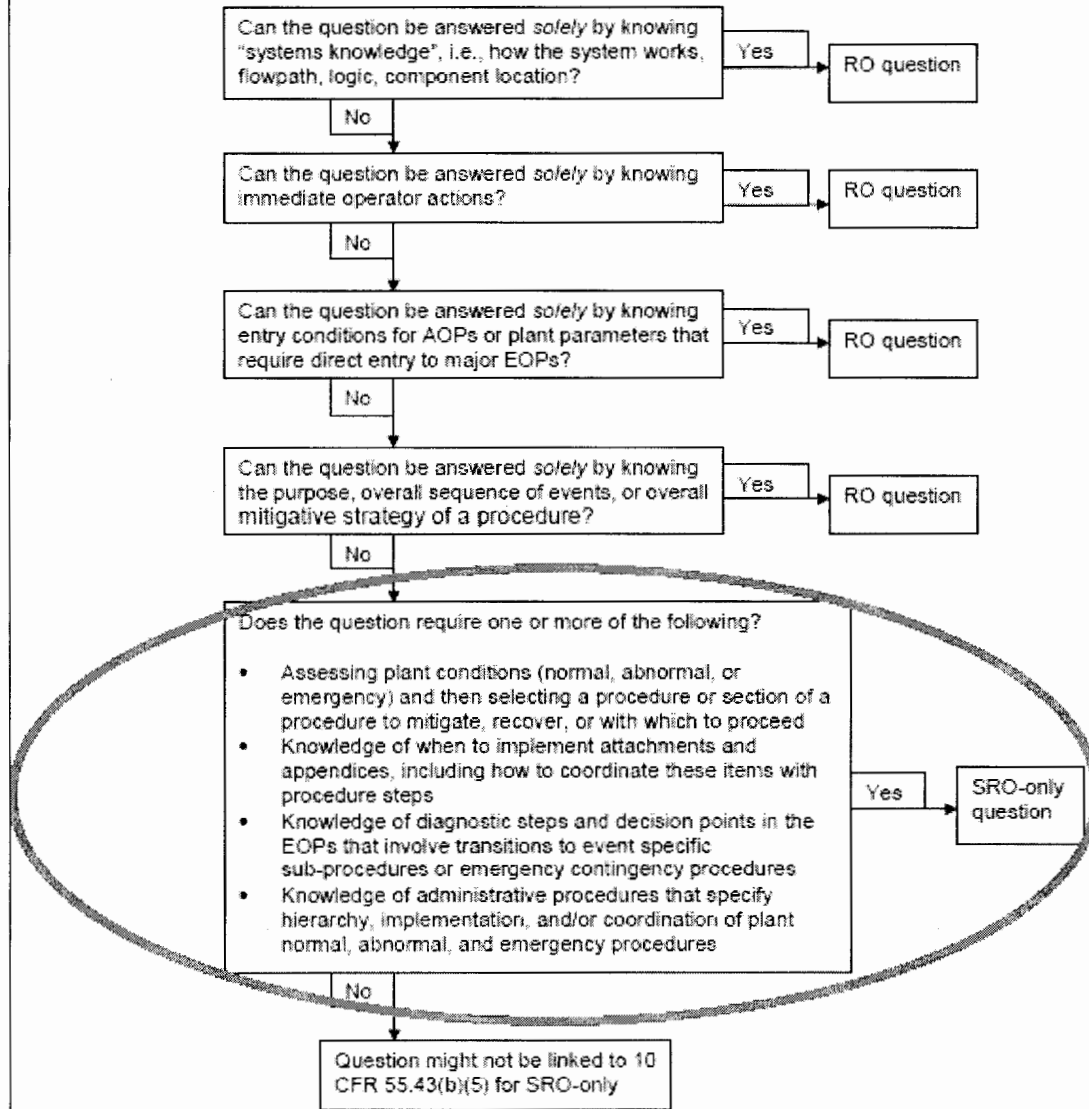 Can the question be answered solely by knowing
"systems knowledge", i.e., how the system works,
flowpath, logic, component location?
Yes
RO question
No
Can the question be answered solely by knowing
immediate operator actions?
Yes
RO question
No
Can the question be answered solely by knowing
entry conditions for AOPs or plant parameters that
require direct entry to major EOPs?
Yes
RO question
No
Can the question be answered solely by knowing
the purpose, overall sequence of events, or overall
mitigative strategy of a procedure?
Yes
RO question
No
Does the question require one or more of the following?
• Assessing plant conditions (normal, abnormal, or
emergency) and then selecting a procedure or section of a
procedure to mitigate, recover, or with which to proceed
• Knowledge of when to implement attachments and
appendices, including how to coordinate these items with
procedure steps
• Knowledge of diagnostic steps and decision points in the
EOPs that involve transitions to event specific
sub-procedures or emergency contingency procedures
• Knowledge of administrative procedures that specify
hierarchy, implementation, and/or coordination of plant
normal, abnormal, and emergency procedures
Yes
SRO-only
question
No
Question might not be linked to 10
CFR 55.43(b)(5) for SRO-only